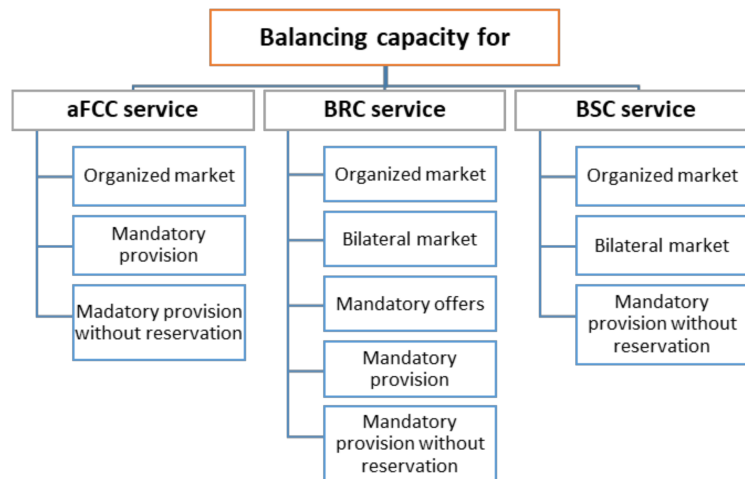 Balancing capacity for
aFCC service
Organized market
Mandatory
provision
Madatory provision
without reservation
BRC service
Organized market
Bilateral market
Mandatory offers
Mandatory
provision
Mandatory
provision without
reservation
BSC service
Organized market
Bilateral market
Mandatory
provision without
reservation